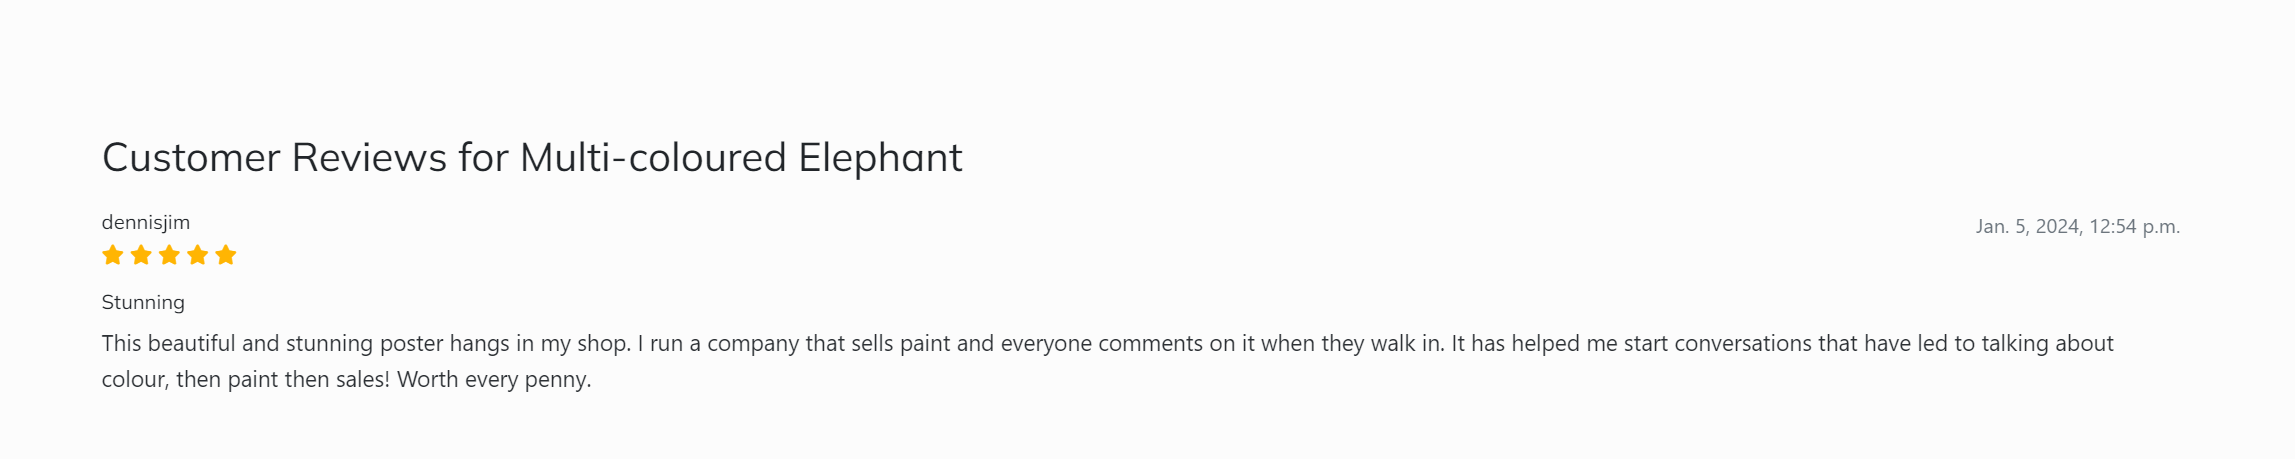 Customer Reviews for Multi-coloured Elephant
dennisjim
Jan. 5, 2024, 12:54 p.m.
Stunning
This beautiful and stunning poster hangs in my shop. I run a company that sells paint and everyone comments on it when they walk in. It has helped me start conversations that have led to talking about
colour, then paint then sales! Worth every penny.